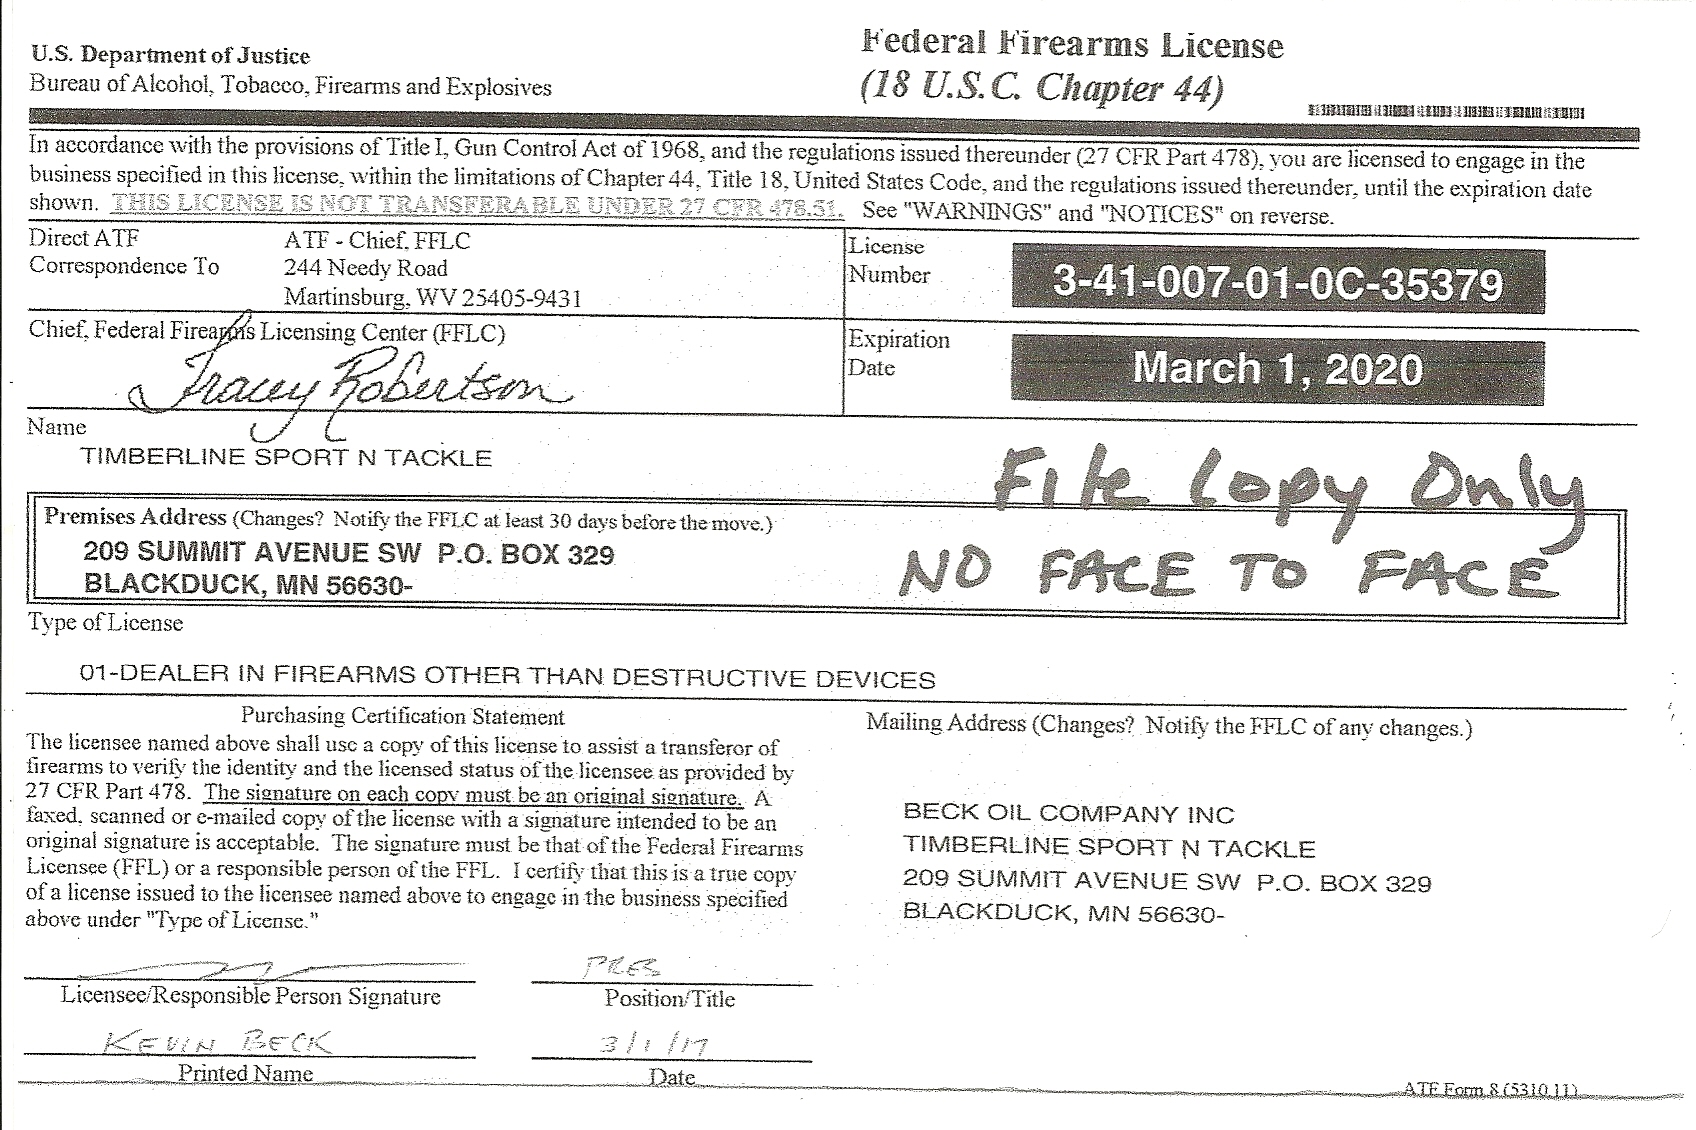 U.S. Department of Justice
Bureau of Alcohol, Tobacco, Firearms and Explosives
Federal Firearms License
(18 U.S.C. Chapter 44)
In accordance with the provisions of Title I, Gun Control Act of 1968, and the regulations issued thereunder (27 CFR Part 478), you are licensed to engage in the
business specified in this license, within the limitations of Chapter 44, Title 18, United States Code, and the regulations issued thereunder, until the expiration date
shown. THIS LICENSE IS NOT TRANSFERABLE UNDER 27 CFR 478.51. See "WARNINGS" and "NOTICES" on reverse.
Direct ATF
Correspondence To
ATF - Chief, FFLC
244 Needy Road
Martinsburg, WV 25405-9431
License
Number
3-41-007-01-0C-35379
Chief, Federal Firearms Licensing Center (FFLC)
Tracey Robertson
Expiration
Date
March 1, 2020
Name
TIMBERLINE SPORT N TACKLE
File Copy Only
Premises Address (Changes? Notify the FFLC at least 30 days before the move.)
209 SUMMIT AVENUE SW P.O. BOX 329
BLACKDUCK, MN 56630-
NO FACE TO FACE
Type of License
01-DEALER IN FIREARMS OTHER THAN DESTRUCTIVE DEVICES
Purchasing Certification Statement
The licensee named above shall use a copy of this license to assist a transferor of
firearms to verify the identity and the licensed status of the licensee as provided by
27 CFR Part 478. The signature on each copy must be an original signature. A
faxed, scanned or e-mailed copy of the license with a signature intended to be an
original signature is acceptable. The signature must be that of the Federal Firearms
Licensee (FFL) or a responsible person of the FFL. I certify that this is a true copy
of a license issued to the licensee named above to engage in the business specified
above under "Type of License."
Mailing Address (Changes? Notify the FFLC of any changes.)
BECK OIL COMPANY INC
TIMBERLINE SPORT N TACKLE
209 SUMMIT AVENUE SW P.O. BOX 329
BLACKDUCK, MN 56630-
PRES
Licensee/Responsible Person Signature
Position/Title
KEVIN BECK
3/1/17
Printed Name
Date
ATF Form 8 (5310.11)